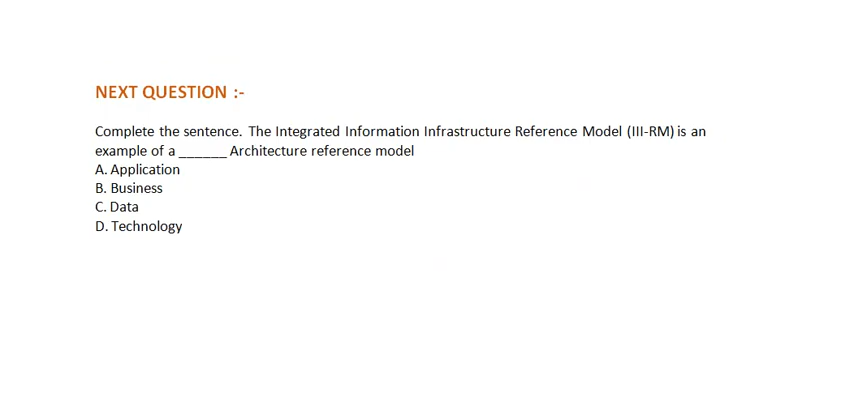 NEXT QUESTION :-
Complete the sentence. The Integrated Information Infrastructure Reference Model (III-RM) is an
example of a ______ Architecture reference model
A. Application
B. Business
C. Data
D. Technology